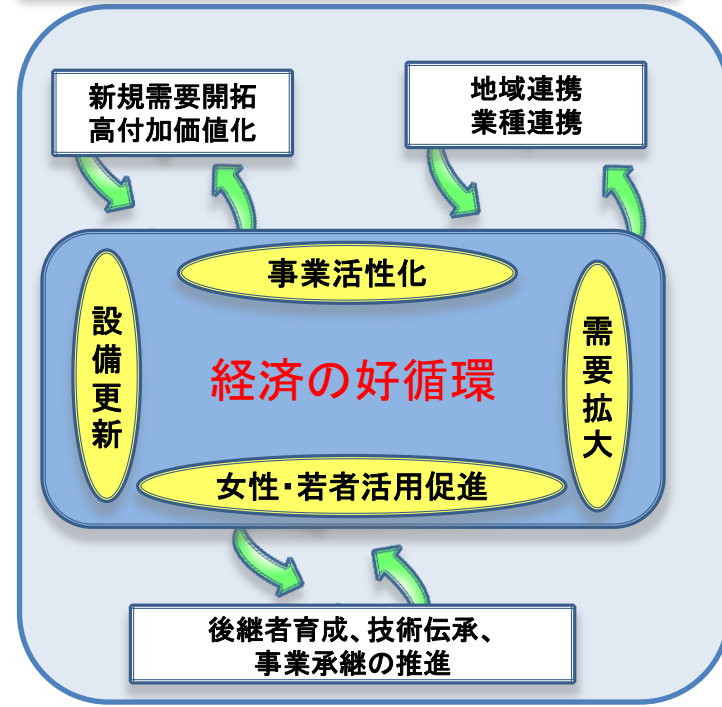 新規需要開拓
高付加価値化
地域連携
業種連携
事業活性化
設備更新
経済の好循環
需要拡大
女性・若者活用促進
後継者育成、技術伝承、
事業承継の推進